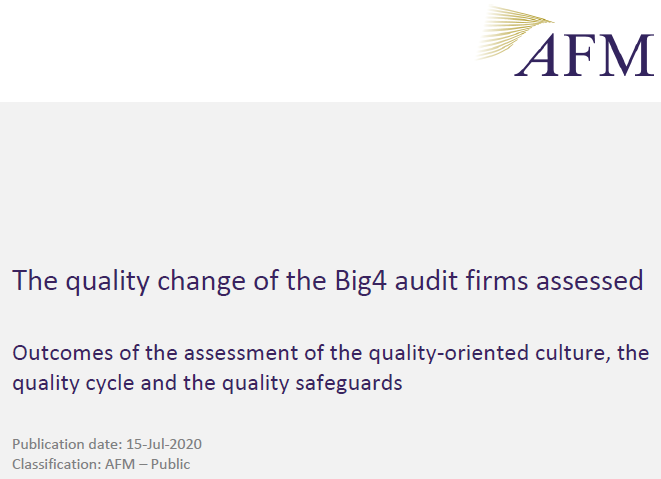 AFM
The quality change of the Big4 audit firms assessed
Outcomes of the assessment of the quality-oriented culture, the
quality cycle and the quality safeguards
Publication date: 15-Jul-2020
Classification: AFM – Public